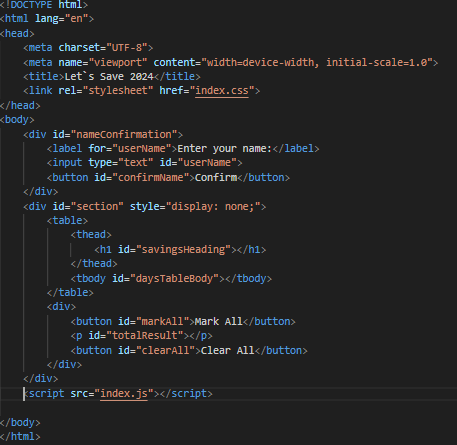 <!DOCTYPE html>
<html lang="en">
<head>
    <meta charset="UTF-8">
    <meta name="viewport" content="width=device-width, initial-scale=1.0">
    <title>Let`s Save 2024</title>
    <link rel="stylesheet" href="index.css">
</head>
<body>
    <div id="nameConfirmation">
        <label for="userName">Enter your name:</label>
        <input type="text" id="userName">
        <button id="confirmName">Confirm</button>
    </div>
    <div id="section" style="display: none;">
        <table>
            <thead>
                <h1 id="savingsHeading"></h1>
            </thead>
            <tbody id="daysTableBody"></tbody>
        </table>
        <div>
            <button id="markAll">Mark All</button>
            <p id="totalResult"></p>
            <button id="clearAll">Clear All</button>
        </div>
    </div>
    <script src="index.js"></script>

</body>
</html>